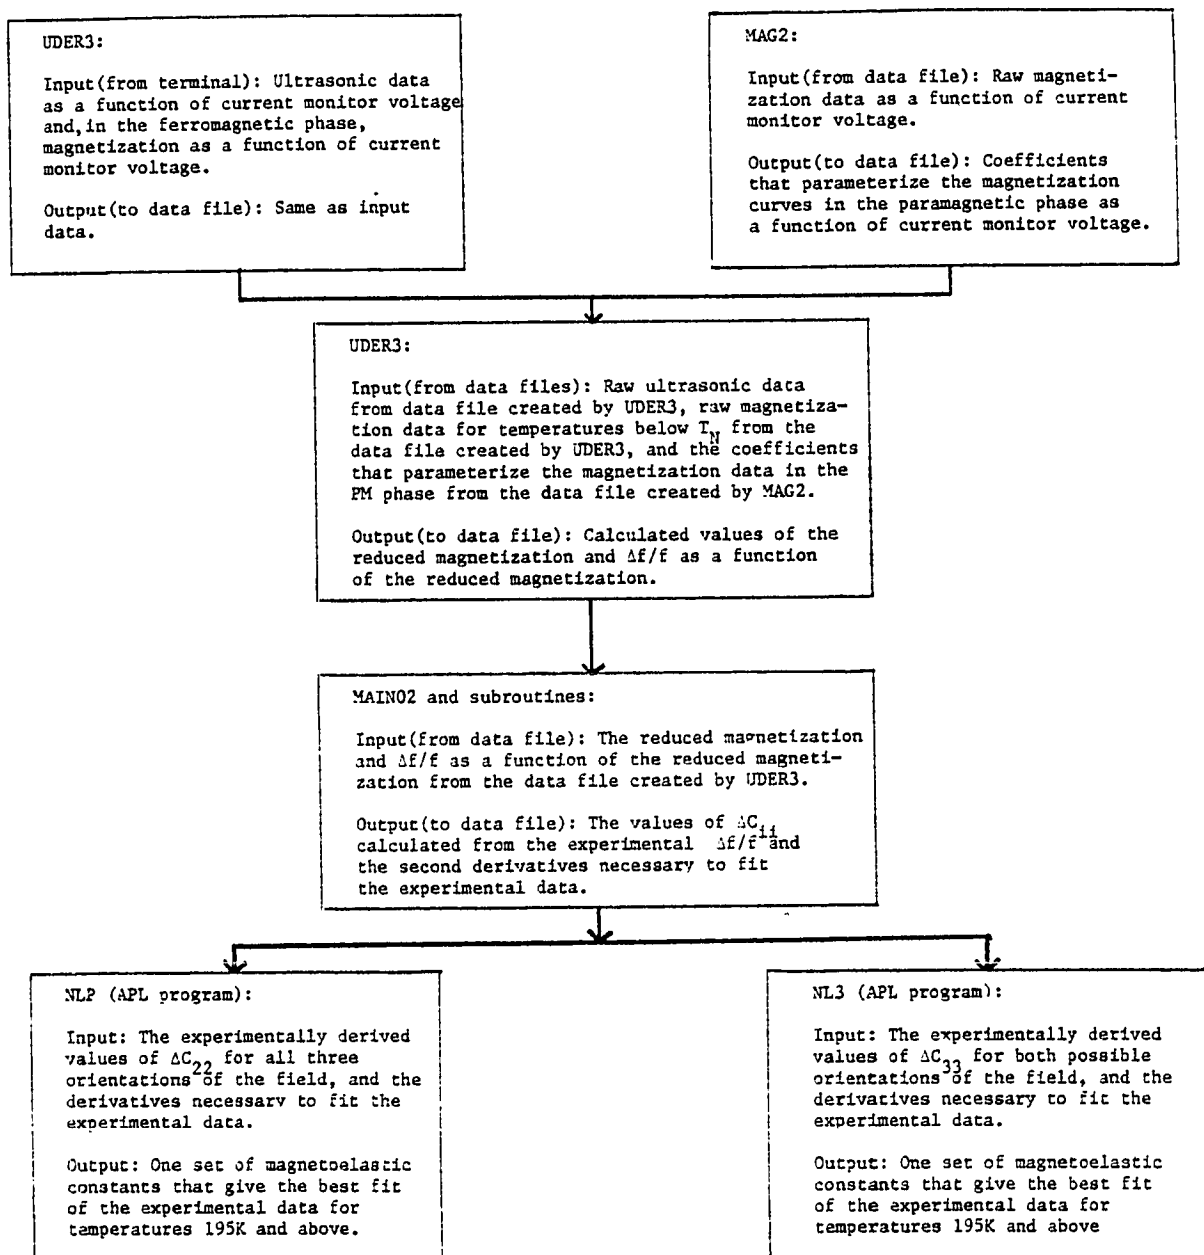 UDER3:
Input(from terminal): Ultrasonic data
as a function of current monitor voltage
and,in the ferromagnetic phase,
magnetization as a function of current
monitor voltage.
Output(to data file): Same as input
data.
MAG2:
Input(from data file): Raw magneti-
zation data as a function of current
monitor voltage.
Output(to data file): Coefficients
that parameterize the magnetization
curves in the paramagnetic phase as
a function of current monitor voltage.
UDER3:
Input(from data files): Raw ultrasonic data
from data file created by UDER3, raw magnetiza-
tion data for temperatures below T_N from the
data file created by UDER3, and the coefficients
that parameterize the magnetization data in the
PM phase from the data file created by MAG2.
Output(to data file): Calculated values of the
reduced magnetization and Δf/f as a function
of the reduced magnetization.
MAINO2 and subroutines:
Input(from data file): The reduced magnetization
and Δf/f as a function of the reduced magneti-
zation from the data file created by UDER3.
Output(to data file): The values of ΔC_ii
calculated from the experimental Δf/f and
the second derivatives necessary to fit
the experimental data.
NLP (APL program):
Input: The experimentally derived
values of ΔC_22 for all three
orientations of the field, and the
derivatives necessary to fit the
experimental data.
Output: One set of magnetoelastic
constants that give the best fit
of the experimental data for
temperatures 195K and above.
NL3 (APL program):
Input: The experimentally derived
values of ΔC_33 for both possible
orientations of the field, and the
derivatives necessary to fit the
experimental data.
Output: One set of magnetoelastic
constants that give the best fit
of the experimental data for
temperatures 195K and above